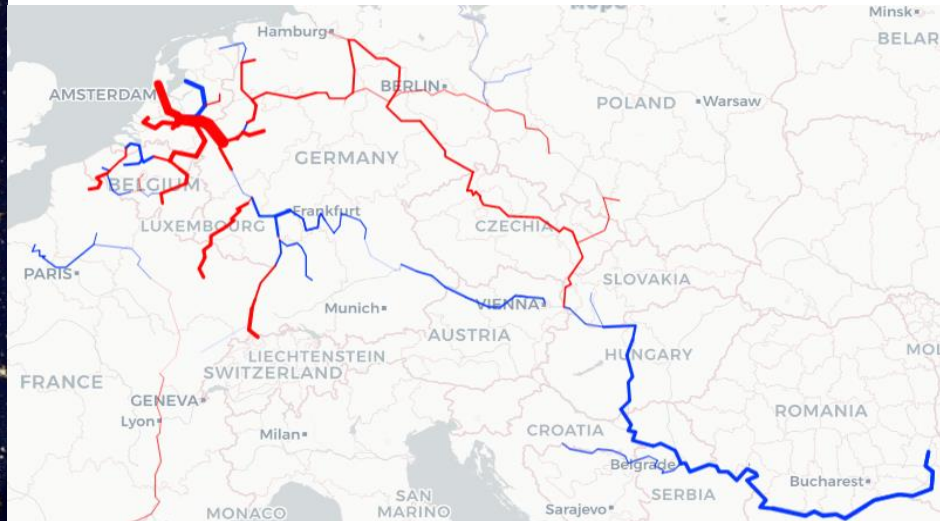 Hamburg
Minsk
BELAR
AMSTERDAM
BERLIN
POLAND
Warsaw
GERMANY
BELGIUM
LUXEMBOURG
Frankfurt
CZECHIA
PARIS
SLOVAKIA
Munich
VIENNA
AUSTRIA
LIECHTENSTEIN
SWITZERLAND
HUNGARY
MOL
FRANCE
GENEVA
ROMANIA
Lyon
Milan
CROATIA
Belgrade
Bucharest
SAN
MARINO
SERBIA
Sarajevo
MONACO